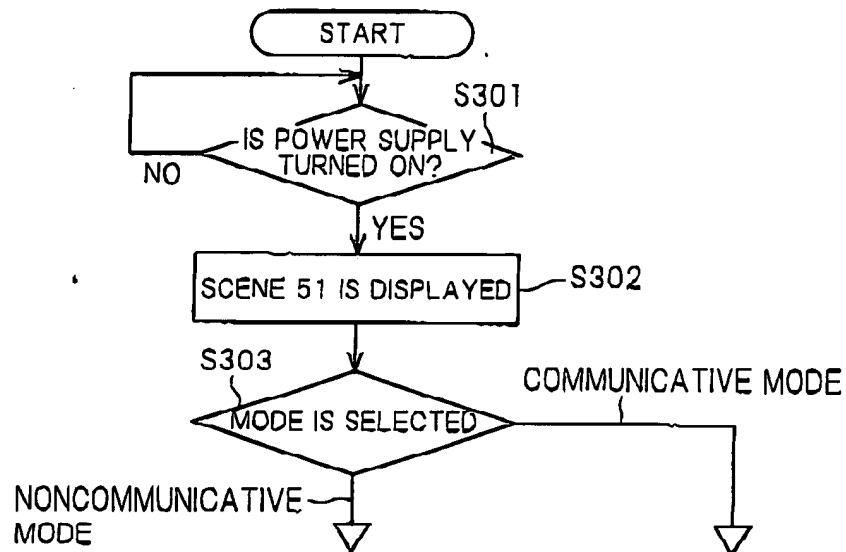 START
S301
IS POWER SUPPLY
TURNED ON?
NO
YES
SCENE 51 IS DISPLAYED
S302
S303
COMMUNICATIVE MODE
MODE IS SELECTED
NONCOMMUNICATIVE
MODE